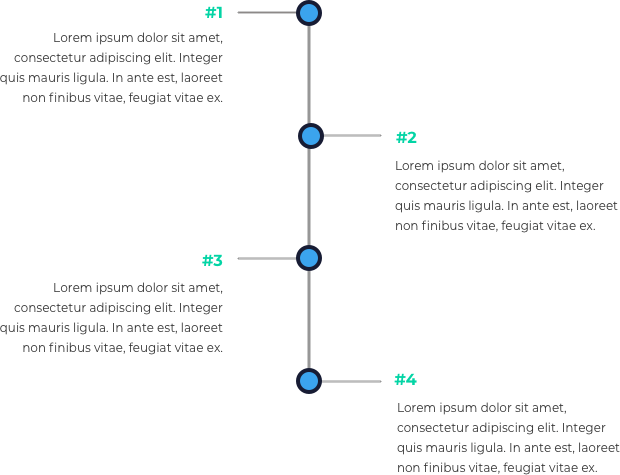 #1
Lorem ipsum dolor sit amet,
consectetur adipiscing elit. Integer
quis mauris ligula. In ante est, laoreet
non finibus vitae, feugiat vitae ex.
#2
Lorem ipsum dolor sit amet,
consectetur adipiscing elit. Integer
quis mauris ligula. In ante est, laoreet
non finibus vitae, feugiat vitae ex.
#3
Lorem ipsum dolor sit amet,
consectetur adipiscing elit. Integer
quis mauris ligula. In ante est, laoreet
non finibus vitae, feugiat vitae ex.
#4
Lorem ipsum dolor sit amet,
consectetur adipiscing elit. Integer
quis mauris ligula. In ante est, laoreet
non finibus vitae, feugiat vitae ex.